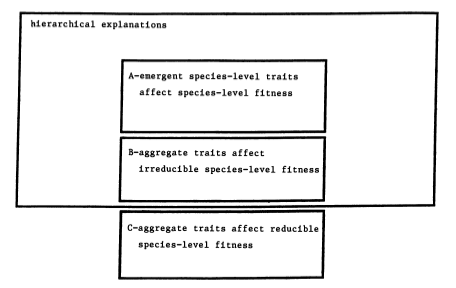 hierarchical explanations
A-emergent species-level traits
affect species-level fitness
B-aggregate traits affect
irreducible species-level fitness
C-aggregate traits affect reducible
species-level fitness